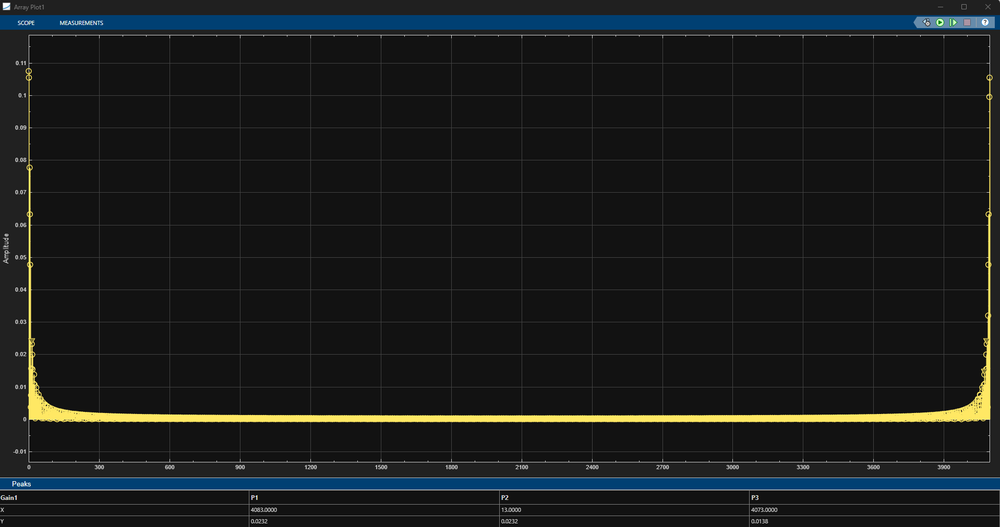 Array Plot1
SCOPE MEASUREMENTS ?
0.11
0.1
0.09
0.08
0.07
0.06
0.05
0.04
0.03
0.02
0.01
0
-0.01
Amplitude
0 300 600 900 1200 1500 1800 2100 2400 2700 3000 3300 3600 3900
Peaks
Gain1 P1 P2 P3
X 4083.0000 13.0000 4073.0000
Y 0.0232 0.0232 0.0138